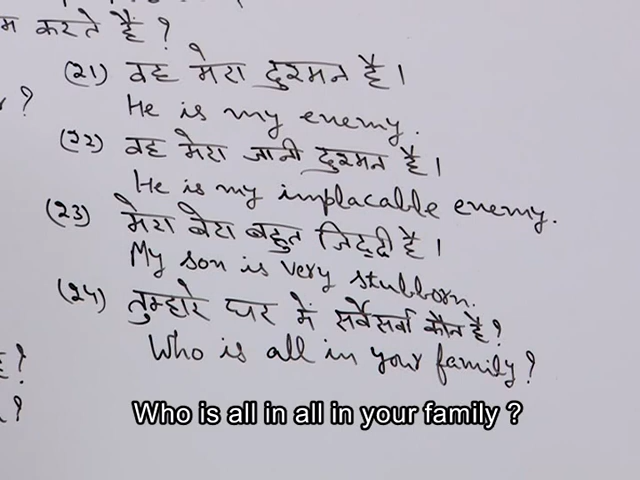 म करते हैं ?
(21) वह मेरा दुश्मन है ।
He is my enemy.
(22) वह मेरा जानी दुश्मन है ।
He is my implacable enemy.
(23) मेरा बेटा बहुत जिद्दी है ।
My son is very stubborn.
(24) तुम्हारे घर में सर्वेसर्वा कौन है ?
Who is all in your family ?
Who is all in all in your family ?